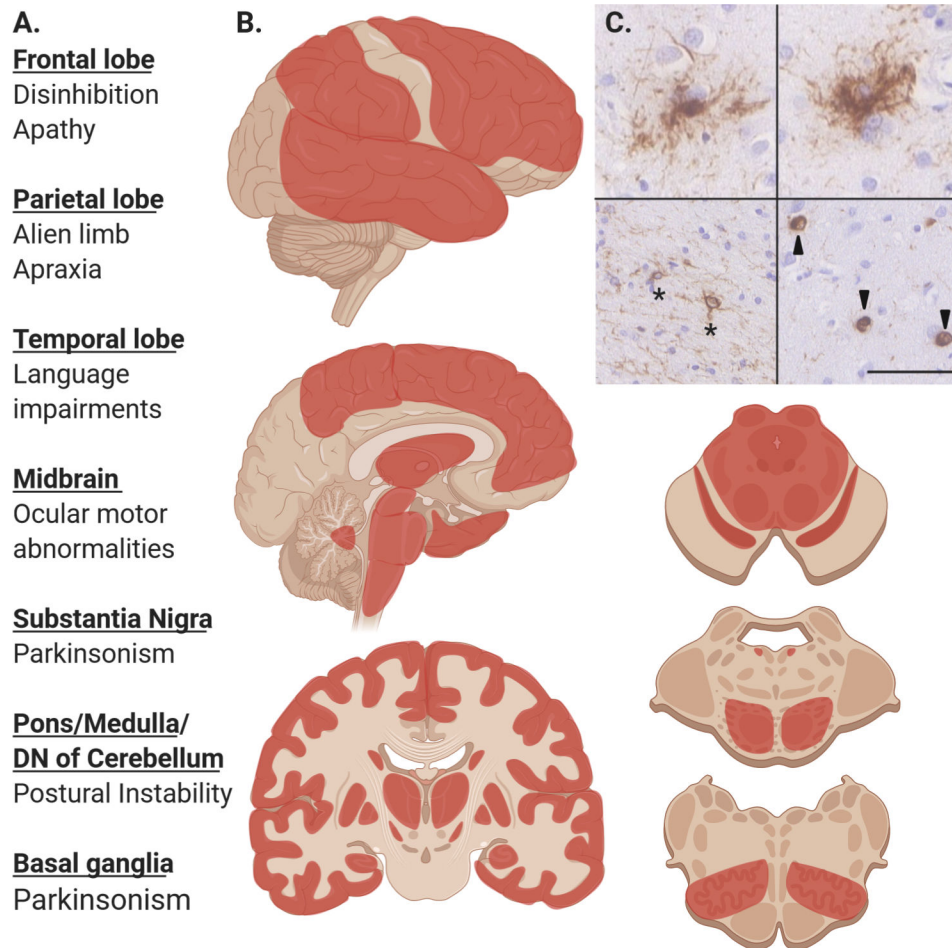 A.
Frontal lobe
Disinhibition
Apathy
Parietal lobe
Alien limb
Apraxia
Temporal lobe
Language
impairments
Midbrain
Ocular motor
abnormalities
Substantia Nigra
Parkinsonism
Pons/Medulla/
DN of Cerebellum
Postural Instability
Basal ganglia
Parkinsonism
B.
C.
*
*